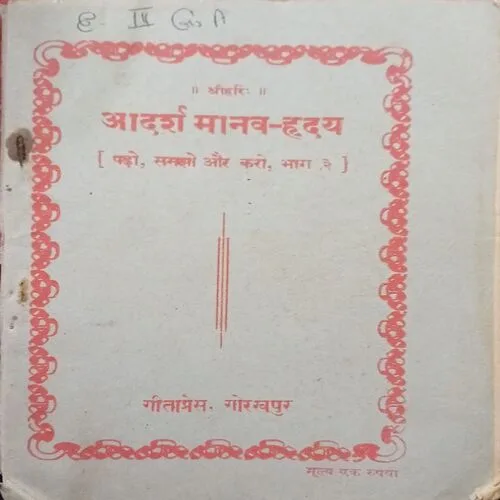 ॥ श्रीहरिः ॥
आदर्श मानव-हृदय
[ पढ़ो, समझो और करो, भाग ३ ]
गीताप्रेस, गोरखपुर
मूल्य एक रुपया